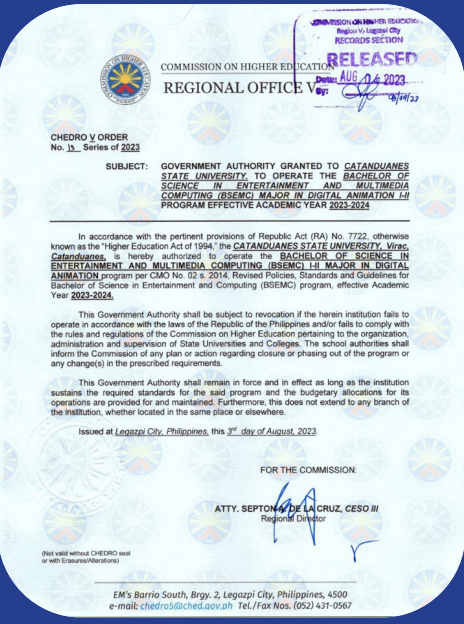 COMMISSION ON HIGHER EDUCATION
Region V, Legazpi City
RECORDS SECTION
RELEASED
Date: AUG 04 2023
By:
COMMISSION ON HIGHER EDUCATION
REGIONAL OFFICE V
CHEDRO V ORDER
No. 15 Series of 2023
SUBJECT: GOVERNMENT AUTHORITY GRANTED TO CATANDUANES
STATE UNIVERSITY. TO OPERATE THE BACHELOR OF
SCIENCE IN ENTERTAINMENT AND MULTIMEDIA
COMPUTING (BSEMC) MAJOR IN DIGITAL ANIMATION I-II
PROGRAM EFFECTIVE ACADEMIC YEAR 2023-2024
In accordance with the pertinent provisions of Republic Act (RA) No. 7722, otherwise
known as the "Higher Education Act of 1994," the CATANDUANES STATE UNIVERSITY, Virac,
Catanduanes, is hereby authorized to operate the BACHELOR OF SCIENCE IN
ENTERTAINMENT AND MULTIMEDIA COMPUTING (BSEMC) I-II MAJOR IN DIGITAL
ANIMATION program per CMO No. 02 s. 2014, Revised Policies, Standards and Guidelines for
Bachelor of Science in Entertainment and Computing (BSEMC) program, effective Academic
Year 2023-2024.
This Government Authority shall be subject to revocation if the herein institution fails to
operate in accordance with the laws of the Republic of the Philippines and/or fails to comply with
the rules and regulations of the Commission on Higher Education pertaining to the organization,
administration and supervision of State Universities and Colleges. The school authorities shall
inform the Commission of any plan or action regarding closure or phasing out of the program or
any change(s) in the prescribed requirements.
This Government Authority shall remain in force and in effect as long as the institution
sustains the required standards for the said program and the budgetary allocations for its
operations are provided for and maintained. Furthermore, this does not extend to any branch of
the institution, whether located in the same place or elsewhere.
Issued at Legazpi City, Philippines, this 3rd day of August, 2023.
FOR THE COMMISSION:
ATTY. SEPTON A. DE LA CRUZ, CESO III
Regional Director
(Not valid without CHEDRO seal
or with Erasures/Alterations)
EM's Barrio South, Brgy. 2, Legazpi City, Philippines, 4500
e-mail: chedro5@ched.gov.ph Tel./Fax Nos. (052) 431-0567